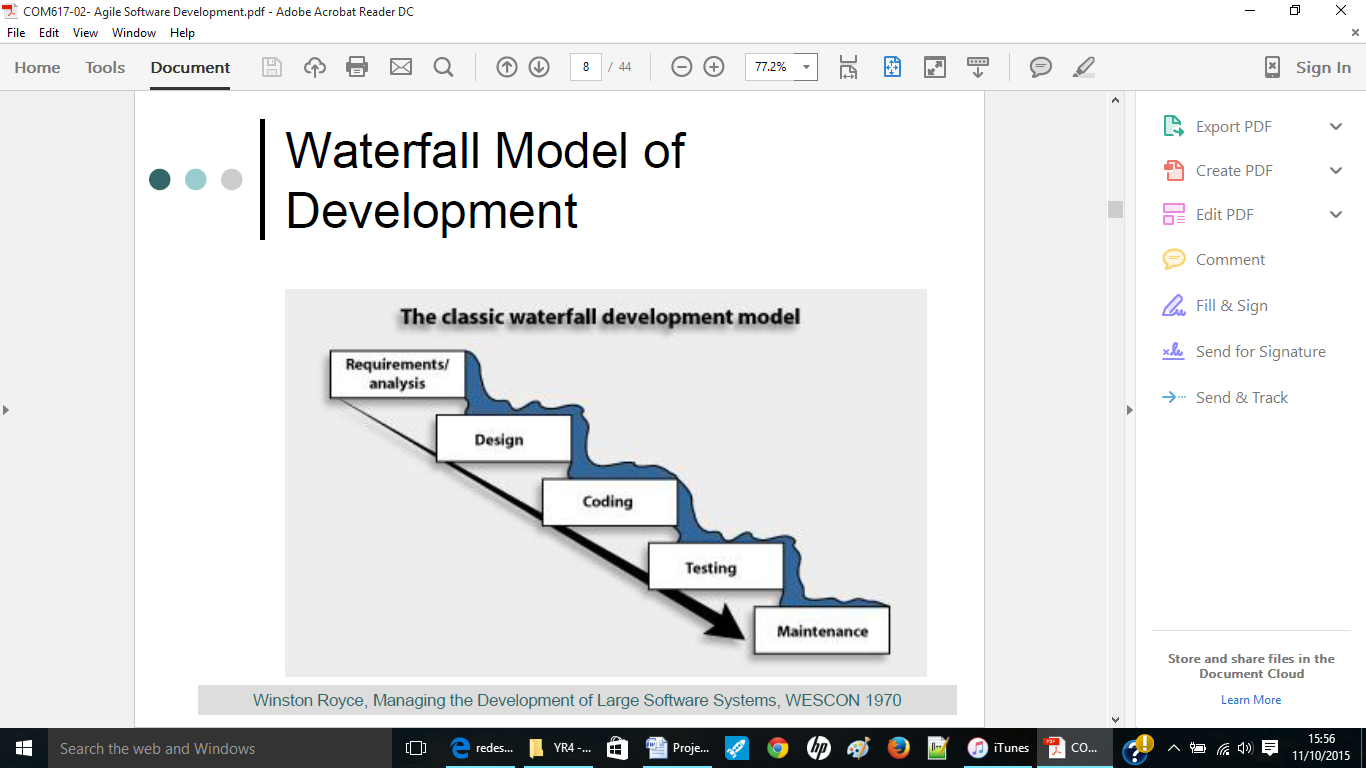 COM617-02- Agile Software Development.pdf - Adobe Acrobat Reader DC
File Edit View Window Help
Home Tools Document 8 / 44 77.2% Sign In
Waterfall Model of
Development
The classic waterfall development model
Requirements/
analysis
Design
Coding
Testing
Maintenance
Winston Royce, Managing the Development of Large Software Systems, WESCON 1970
Export PDF
Create PDF
Edit PDF
Comment
Fill & Sign
Send for Signature
Send & Track
Store and share files in the
Document Cloud
Learn More
Search the web and Windows redes... YR4 -... Proje... iTunes CO... 15:56
11/10/2015